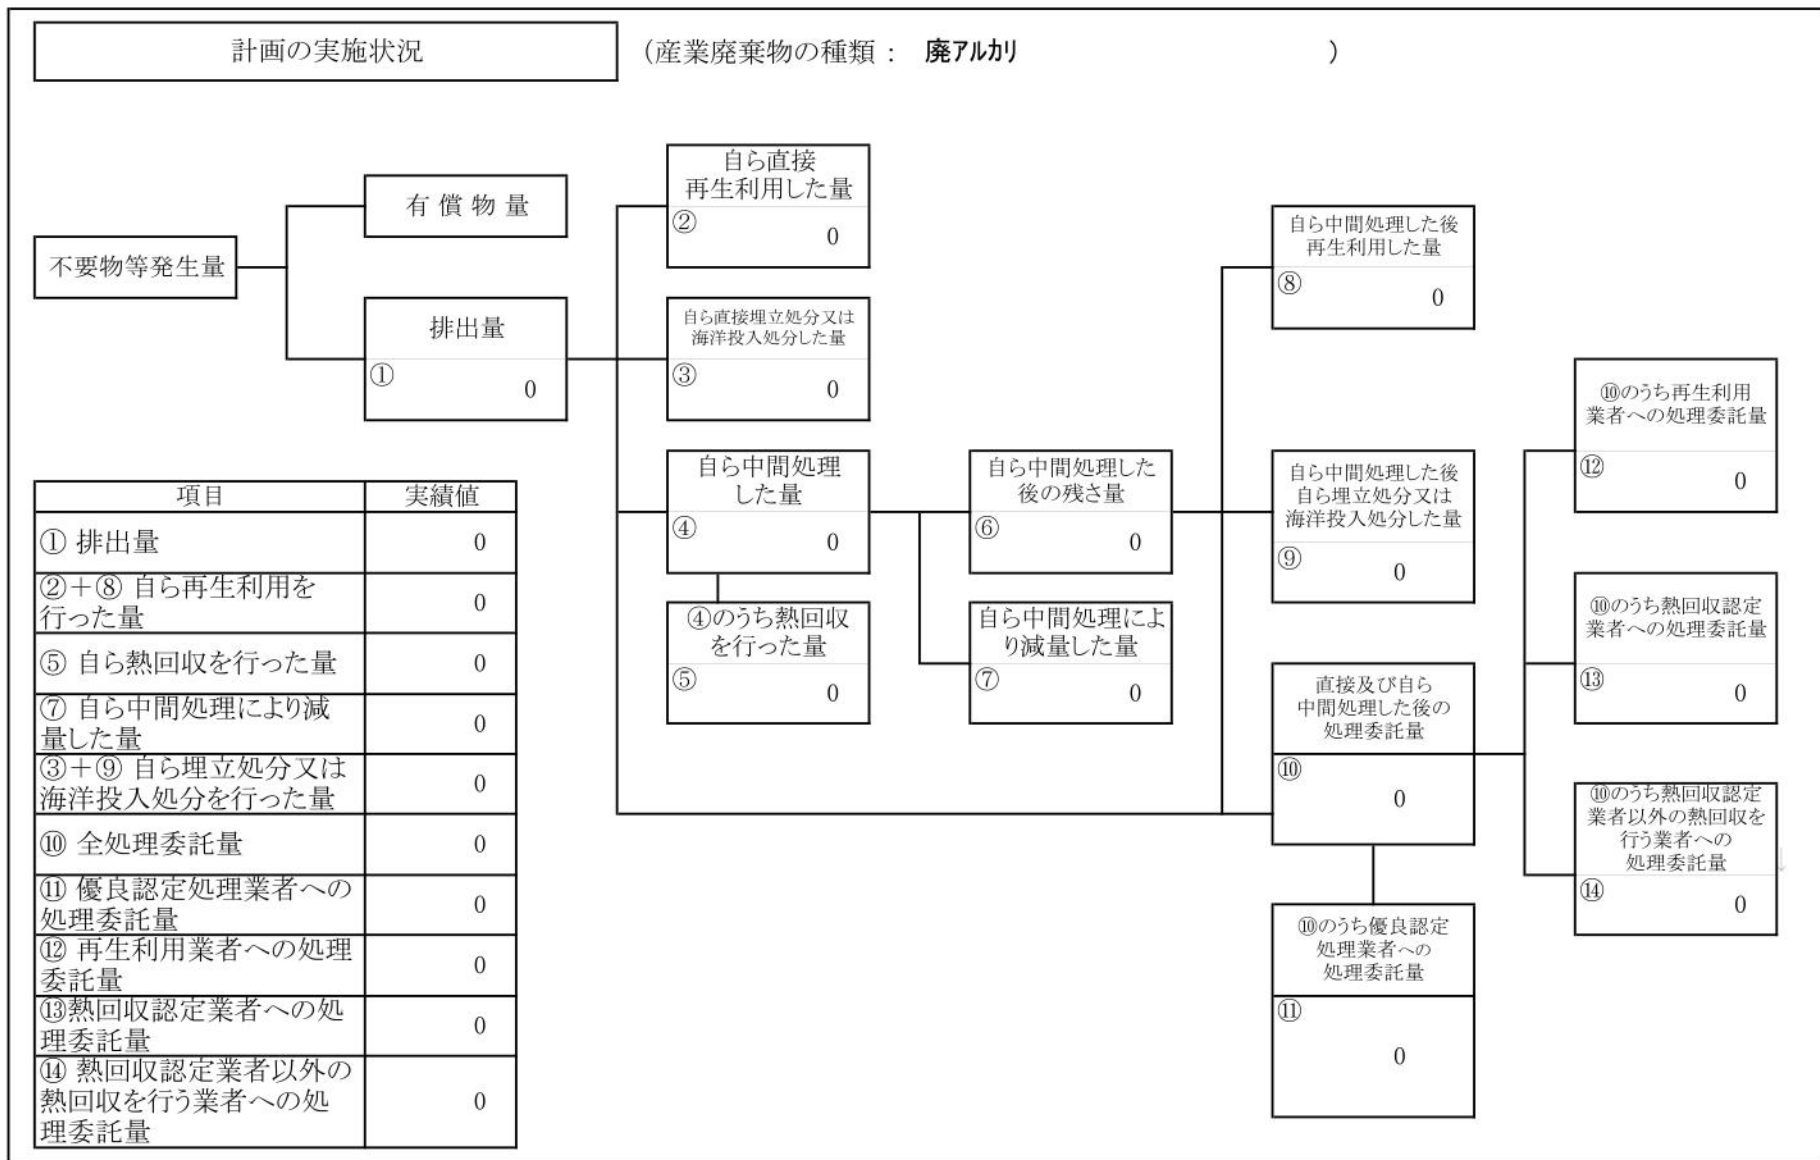 計画の実施状況
（産業廃棄物の種類： 廃アルカリ ）
不要物等発生量
有償物量
排出量
① 0
自ら直接
再生利用した量
② 0
自ら直接埋立処分又は
海洋投入処分した量
③ 0
自ら中間処理
した量
④ 0
④のうち熱回収
を行った量
⑤ 0
自ら中間処理した
後の残さ量
⑥ 0
自ら中間処理によ
り減量した量
⑦ 0
自ら中間処理した後
再生利用した量
⑧ 0
自ら中間処理した後
自ら埋立処分又は
海洋投入処分した量
⑨ 0
直接及び自ら
中間処理した後の
処理委託量
⑩ 0
⑩のうち優良認定
処理業者への
処理委託量
⑪ 0
⑩のうち再生利用
業者への処理委託量
⑫ 0
⑩のうち熱回収認定
業者への処理委託量
⑬ 0
⑩のうち熱回収認定
業者以外の熱回収を
行う業者への
処理委託量
⑭ 0
↓
項目 実績値
① 排出量 0
②＋⑧ 自ら再生利用を
行った量 0
⑤ 自ら熱回収を行った量 0
⑦ 自ら中間処理により減
量した量 0
③＋⑨ 自ら埋立処分又は
海洋投入処分を行った量 0
⑩ 全処理委託量 0
⑪ 優良認定処理業者への
処理委託量 0
⑫ 再生利用業者への処理
委託量 0
⑬熱回収認定業者への処
理委託量 0
⑭ 熱回収認定業者以外の
熱回収を行う業者への処
理委託量 0